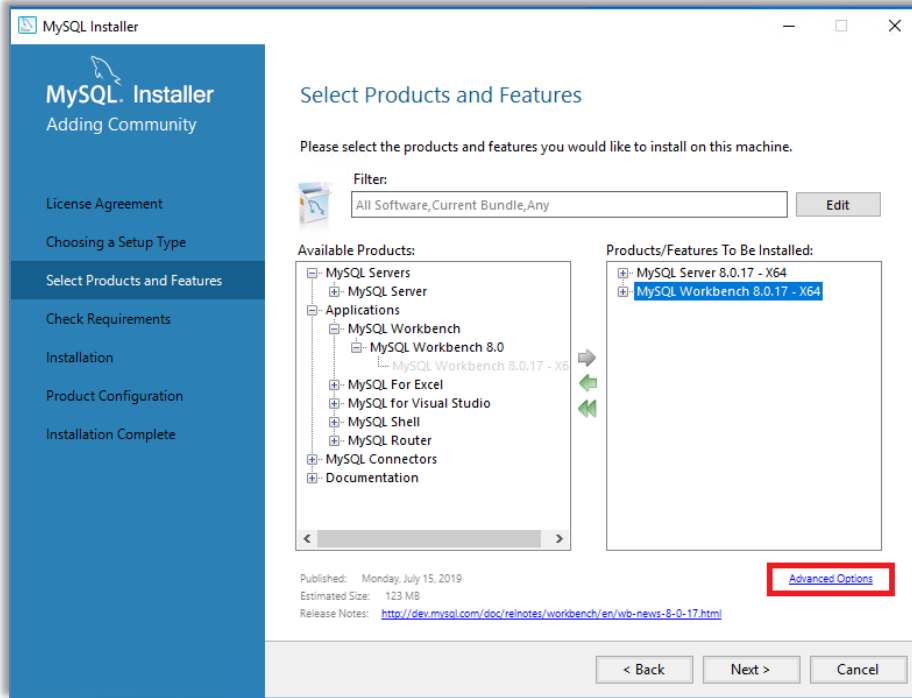 MySQL Installer
MySQL. Installer
Adding Community
License Agreement
Choosing a Setup Type
Select Products and Features
Check Requirements
Installation
Product Configuration
Installation Complete
Select Products and Features
Please select the products and features you would like to install on this machine.
Filter:
All Software,Current Bundle,Any
Edit
Available Products:
MySQL Servers
MySQL Server
Applications
MySQL Workbench
MySQL Workbench 8.0
MySQL Workbench 8.0.17 - X6
MySQL For Excel
MySQL for Visual Studio
MySQL Shell
MySQL Router
MySQL Connectors
Documentation
Products/Features To Be Installed:
MySQL Server 8.0.17 - X64
MySQL Workbench 8.0.17 - X64
Published: Monday, July 15, 2019
Advanced Options
Estimated Size: 123 MB
Release Notes: http://dev.mysql.com/doc/relnotes/workbench/en/wb-news-8-0-17.html
< Back
Next >
Cancel